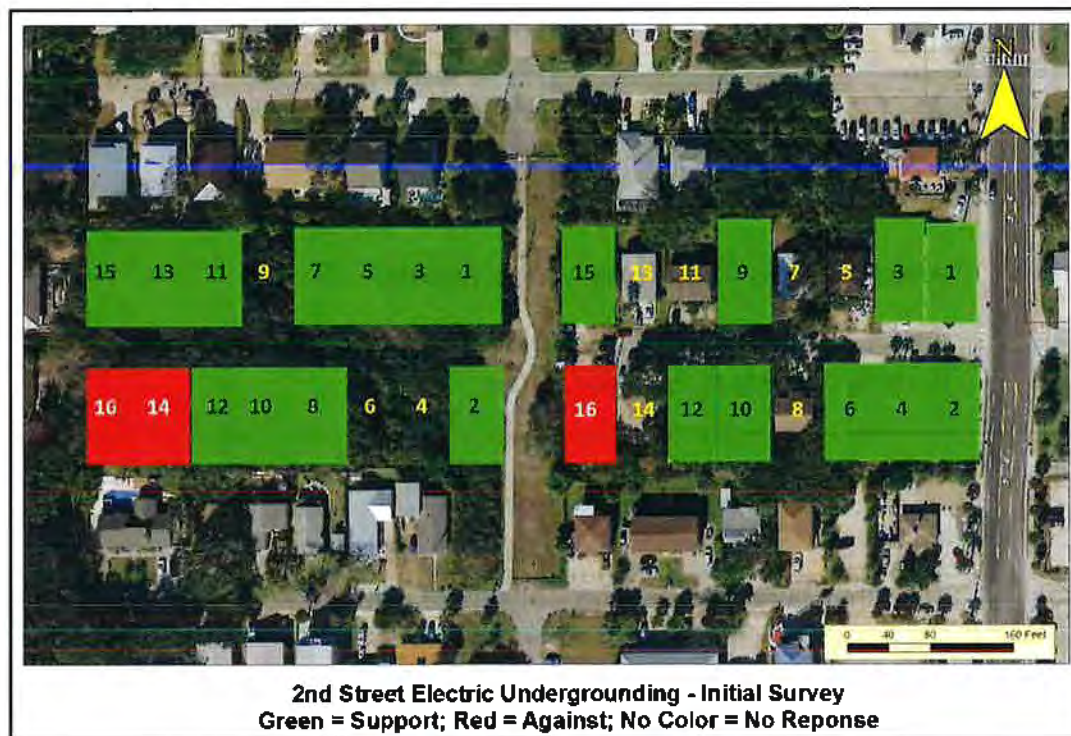 N
15 13 11 9 7 5 3 1 15 13 11 9 7 5 3 1
16 14 12 10 8 6 4 2 16 14 12 10 8 6 4 2
0 40 80 160 Feet
2nd Street Electric Undergrounding - Initial Survey
Green = Support; Red = Against; No Color = No Reponse